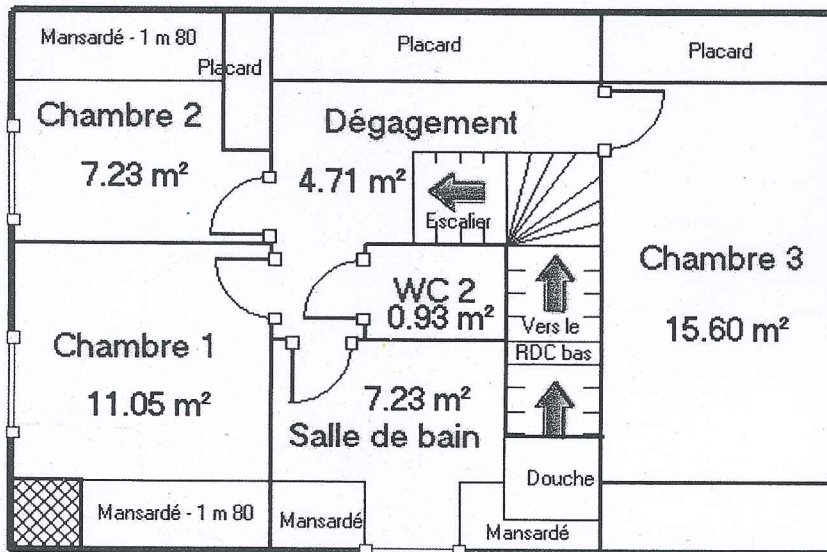 Mansardé - 1 m 80
Placard
Placard
Placard
Chambre 2
7.23 m²
Dégagement
4.71 m²
Escalier
Chambre 3
15.60 m²
WC 2
0.93 m²
Vers le
RDC bas
Chambre 1
11.05 m²
7.23 m²
Salle de bain
Douche
Mansardé - 1 m 80
Mansardé
Mansardé